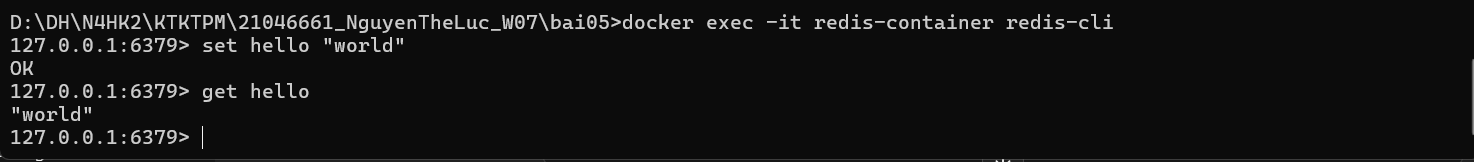 D:\DH\N4HK2\KTKTPM\21046661_NguyenTheLuc_W07\bai05>docker exec -it redis-container redis-cli
127.0.0.1:6379> set hello "world"
OK
127.0.0.1:6379> get hello
"world"
127.0.0.1:6379>